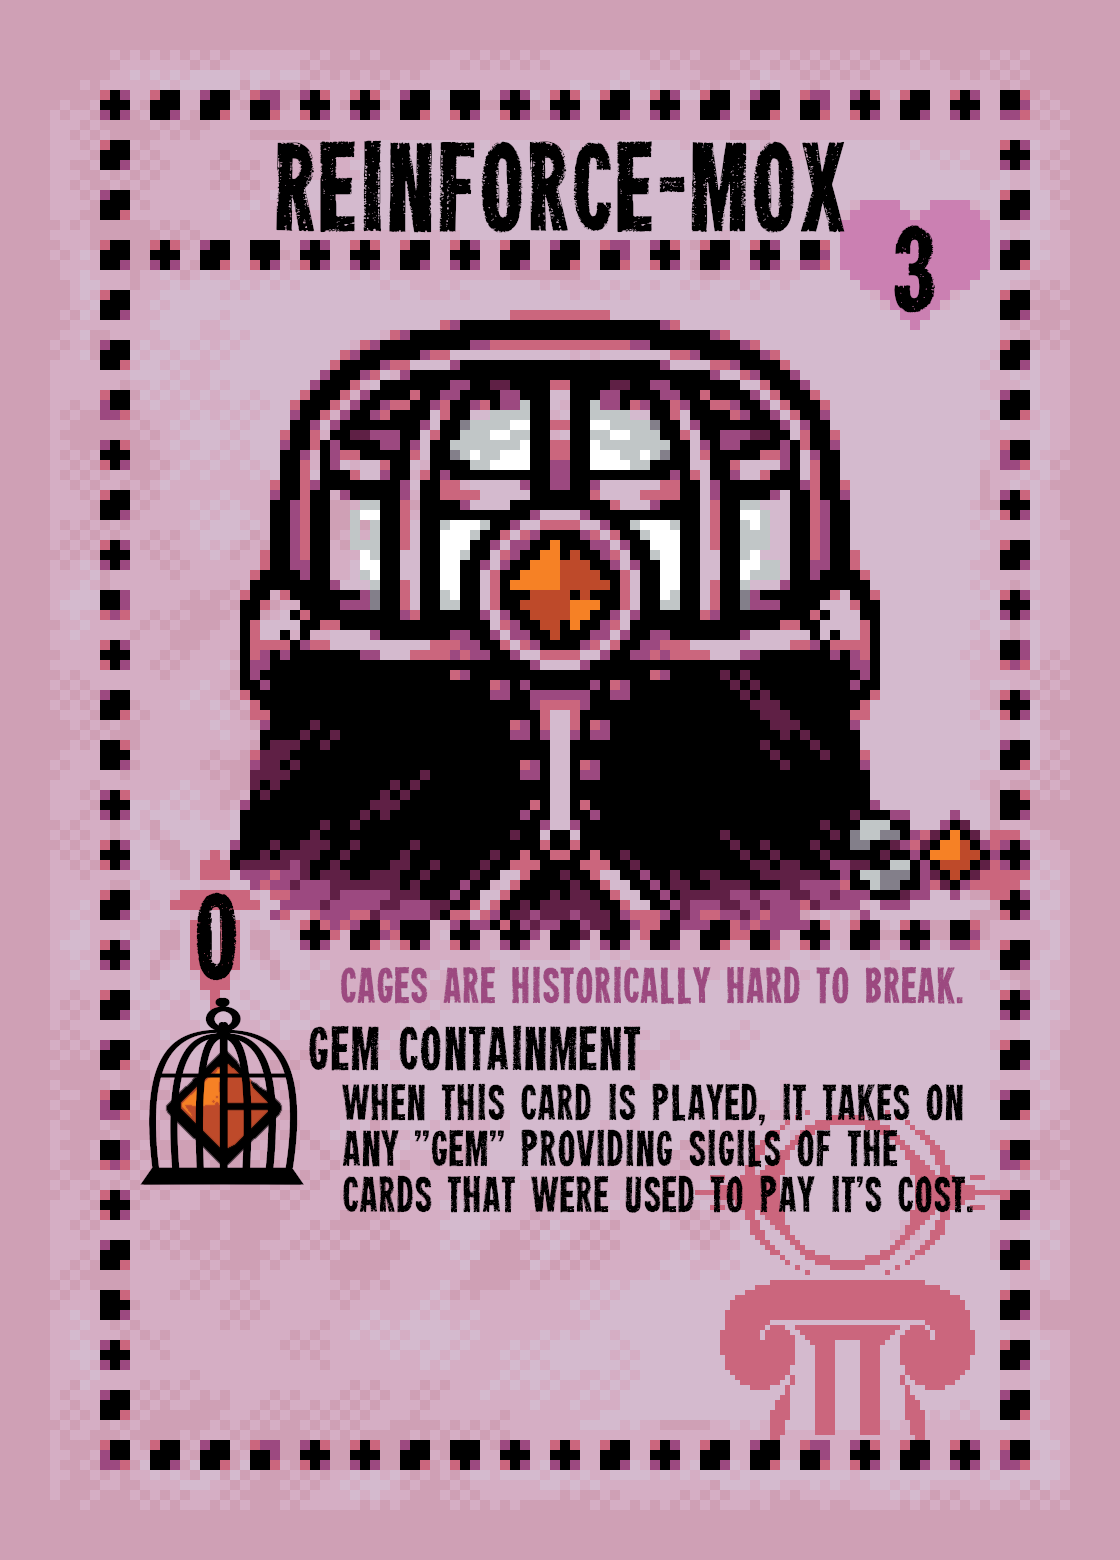 REINFORCE-MOX
3
0
CAGES ARE HISTORICALLY HARD TO BREAK.
GEM CONTAINMENT
WHEN THIS CARD IS PLAYED, IT TAKES ON
ANY "GEM" PROVIDING SIGILS OF THE
CARDS THAT WERE USED TO PAY IT'S COST.